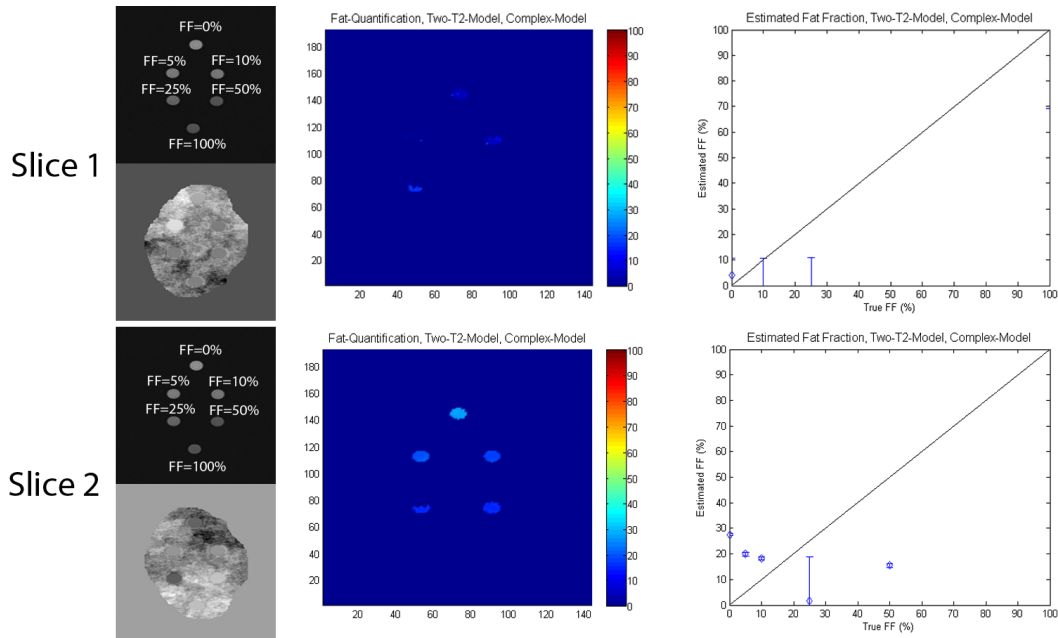 Slice 1
FF=0%
FF=5% FF=10%
FF=25% FF=50%
FF=100%
Fat-Quantification, Two-T2-Model, Complex-Model
180
160
140
120
100
80
60
40
20
20 40 60 80 100 120 140
100
90
80
70
60
50
40
30
20
10
0
Estimated Fat Fraction, Two-T2-Model, Complex-Model
Estimated FF (%)
100
90
80
70
60
50
40
30
20
10
0
0 10 20 30 40 50 60 70 80 90 100
True FF (%)
Slice 2
FF=0%
FF=5% FF=10%
FF=25% FF=50%
FF=100%
Fat-Quantification, Two-T2-Model, Complex-Model
180
160
140
120
100
80
60
40
20
20 40 60 80 100 120 140
100
90
80
70
60
50
40
30
20
10
0
Estimated Fat Fraction, Two-T2-Model, Complex-Model
Estimated FF (%)
100
90
80
70
60
50
40
30
20
10
0
0 10 20 30 40 50 60 70 80 90 100
True FF (%)